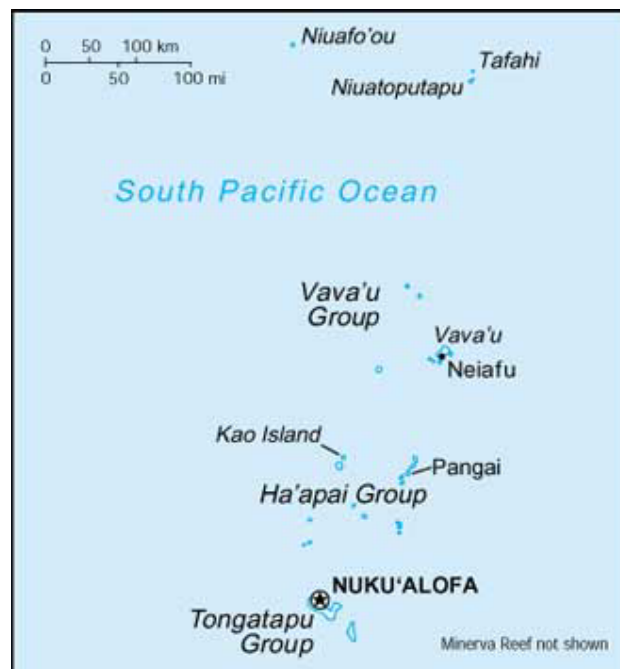 Niuafo'ou
0 50 100 km
0 50 100 mi
Tafahi
Niuatoputapu
South Pacific Ocean
Vava'u
Group
Vava'u
Neiafu
Kao Island
Pangai
Ha'apai Group
NUKU‘ALOFA
Tongatapu
Group
Minerva Reef not shown